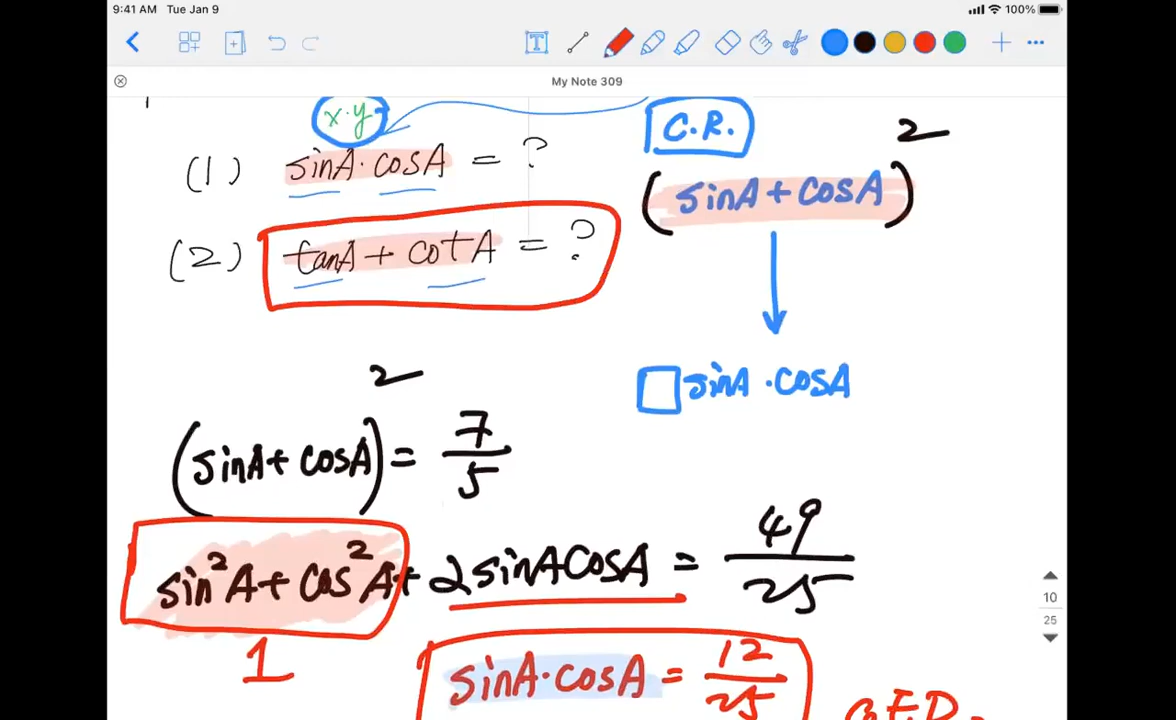 9:41 AM Tue Jan 9
100%
T
My Note 309
x·y
C.R.
(1) sinA·cosA = ?
(sinA+cosA)²
(2) tanA + cotA = ?
□sinA·cosA
(sinA+cosA)² = 7/5
sin²A+cos²A+2sinAcosA = 49/25
1
sinA·cosA = 12/25
Q.E.D.
10
25